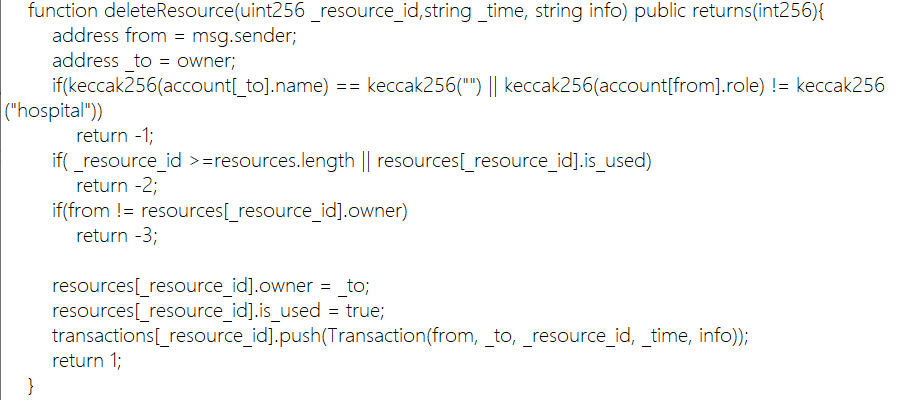 function deleteResource(uint256 _resource_id,string _time, string info) public returns(int256){
address from = msg.sender;
address _to = owner;
if(keccak256(account[_to].name) == keccak256("") || keccak256(account[from].role) != keccak256
("hospital"))
return -1;
if( _resource_id >=resources.length || resources[_resource_id].is_used)
return -2;
if(from != resources[_resource_id].owner)
return -3;
resources[_resource_id].owner = _to;
resources[_resource_id].is_used = true;
transactions[_resource_id].push(Transaction(from, _to, _resource_id, _time, info));
return 1;
}